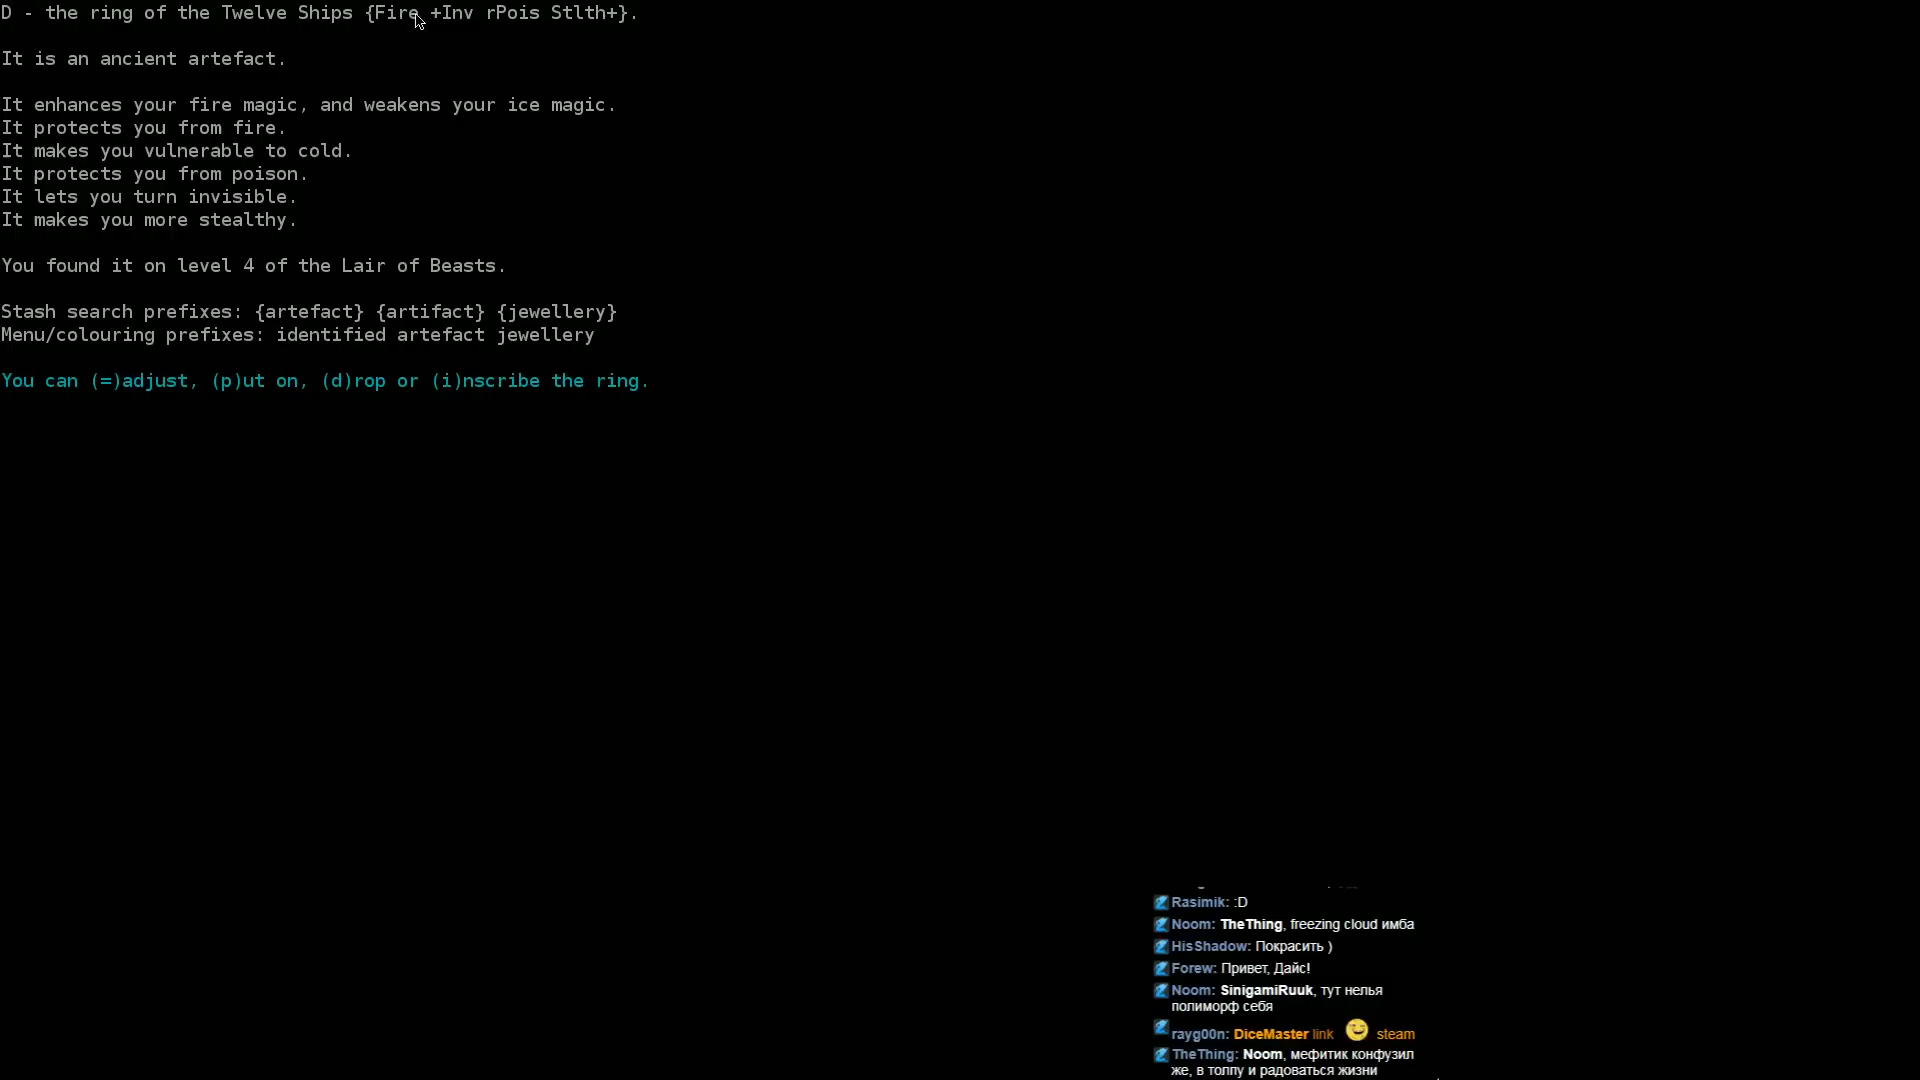 D - the ring of the Twelve Ships {Fire +Inv rPois Stlth+}.
It is an ancient artefact.
It enhances your fire magic, and weakens your ice magic.
It protects you from fire.
It makes you vulnerable to cold.
It protects you from poison.
It lets you turn invisible.
It makes you more stealthy.
You found it on level 4 of the Lair of Beasts.
Stash search prefixes: {artefact} {artifact} {jewellery}
Menu/colouring prefixes: identified artefact jewellery
You can (=)adjust, (p)ut on, (d)rop or (i)nscribe the ring.
Rasimik: :D
Noom: TheThing, freezing cloud имба
HisShadow: Покрасить )
Forew: Привет, Дайс!
Noom: SinigamiRuuk, тут нелья
полиморф себя
rayg00n: DiceMaster link steam
TheThing: Noom, мефитик конфузил
же, в толпу и радоваться жизни